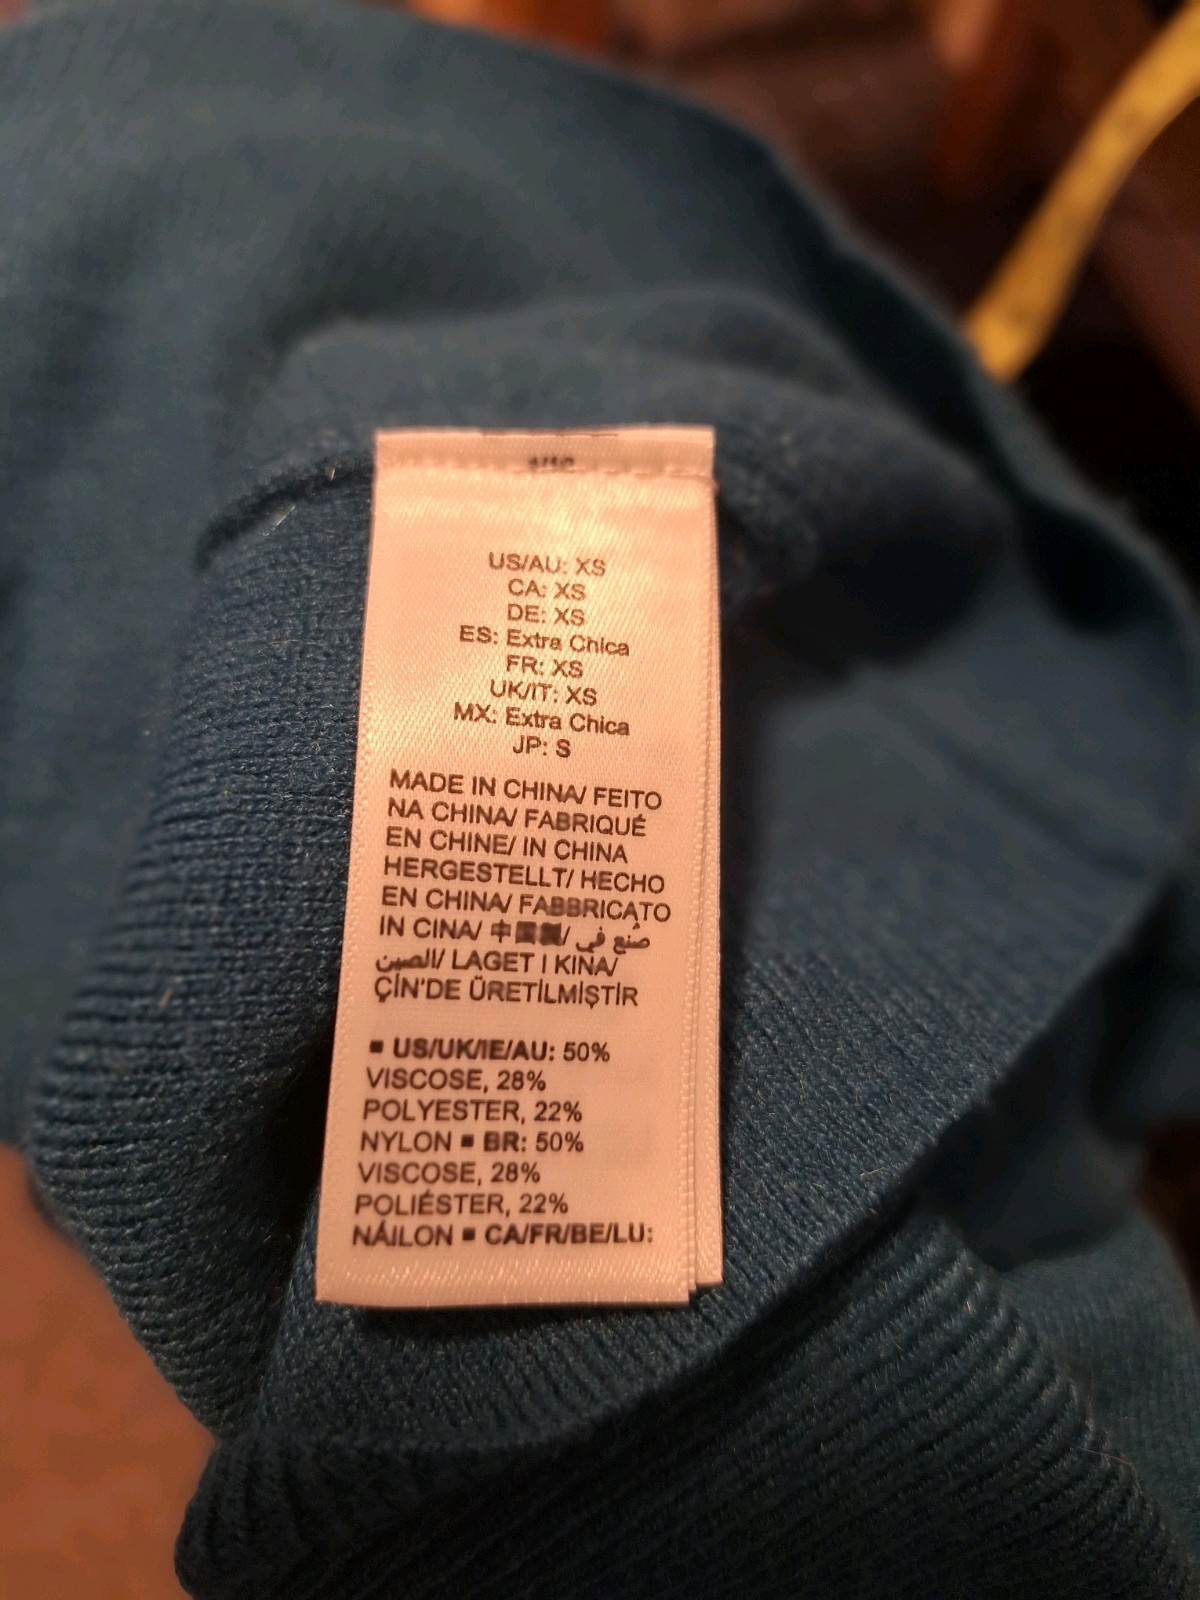 US/AU: XS
CA: XS
DE: XS
ES: Extra Chica
FR: XS
UK/IT: XS
MX: Extra Chica
JP: S
MADE IN CHINA/ FEITO
NA CHINA/ FABRIQUÉ
EN CHINE/ IN CHINA
HERGESTELLT/ HECHO
EN CHINA/ FABBRICATO
IN CINA/ 中国製/ صنع في
الصين/ LAGET I KINA/
ÇİN'DE ÜRETİLMİŞTİR
▪ US/UK/IE/AU: 50%
VISCOSE, 28%
POLYESTER, 22%
NYLON ▪ BR: 50%
VISCOSE, 28%
POLIÉSTER, 22%
NÁILON ▪ CA/FR/BE/LU: